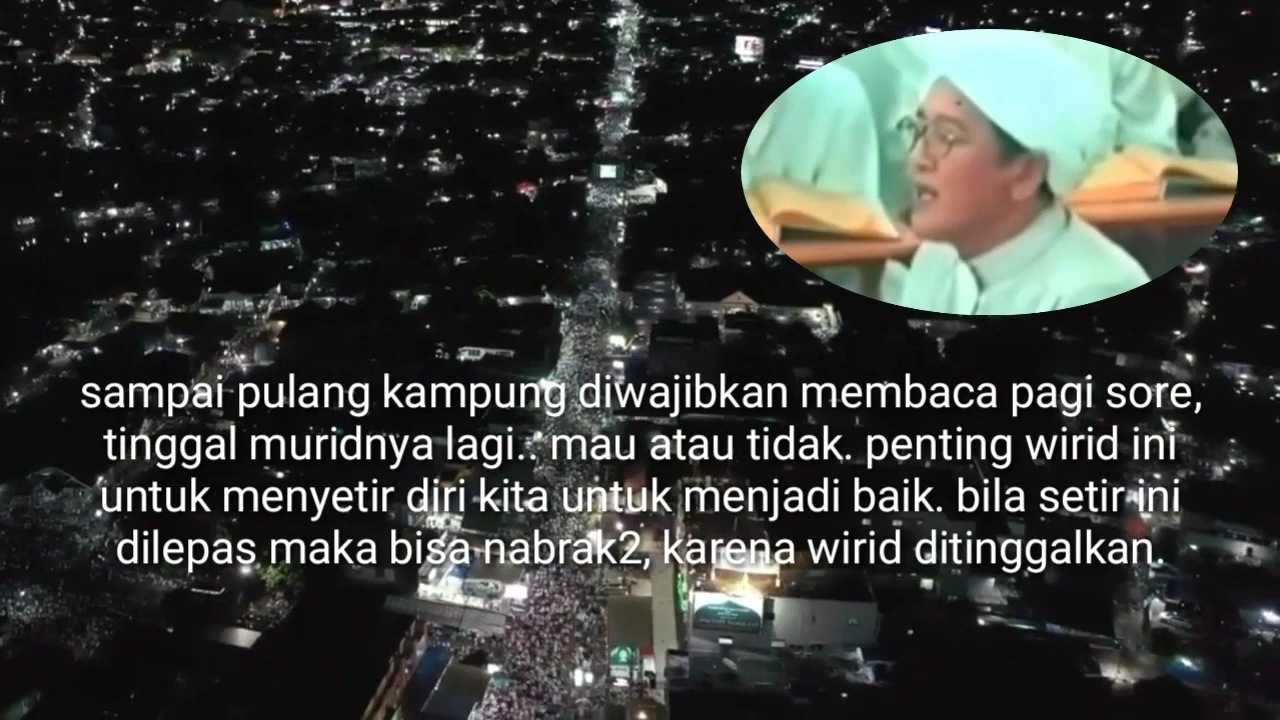 sampai pulang kampung diwajibkan membaca pagi sore,
tinggal muridnya lagi.. mau atau tidak. penting wirid ini
untuk menyetir diri kita untuk menjadi baik. bila setir ini
dilepas maka bisa nabrak2, karena wirid ditinggalkan.